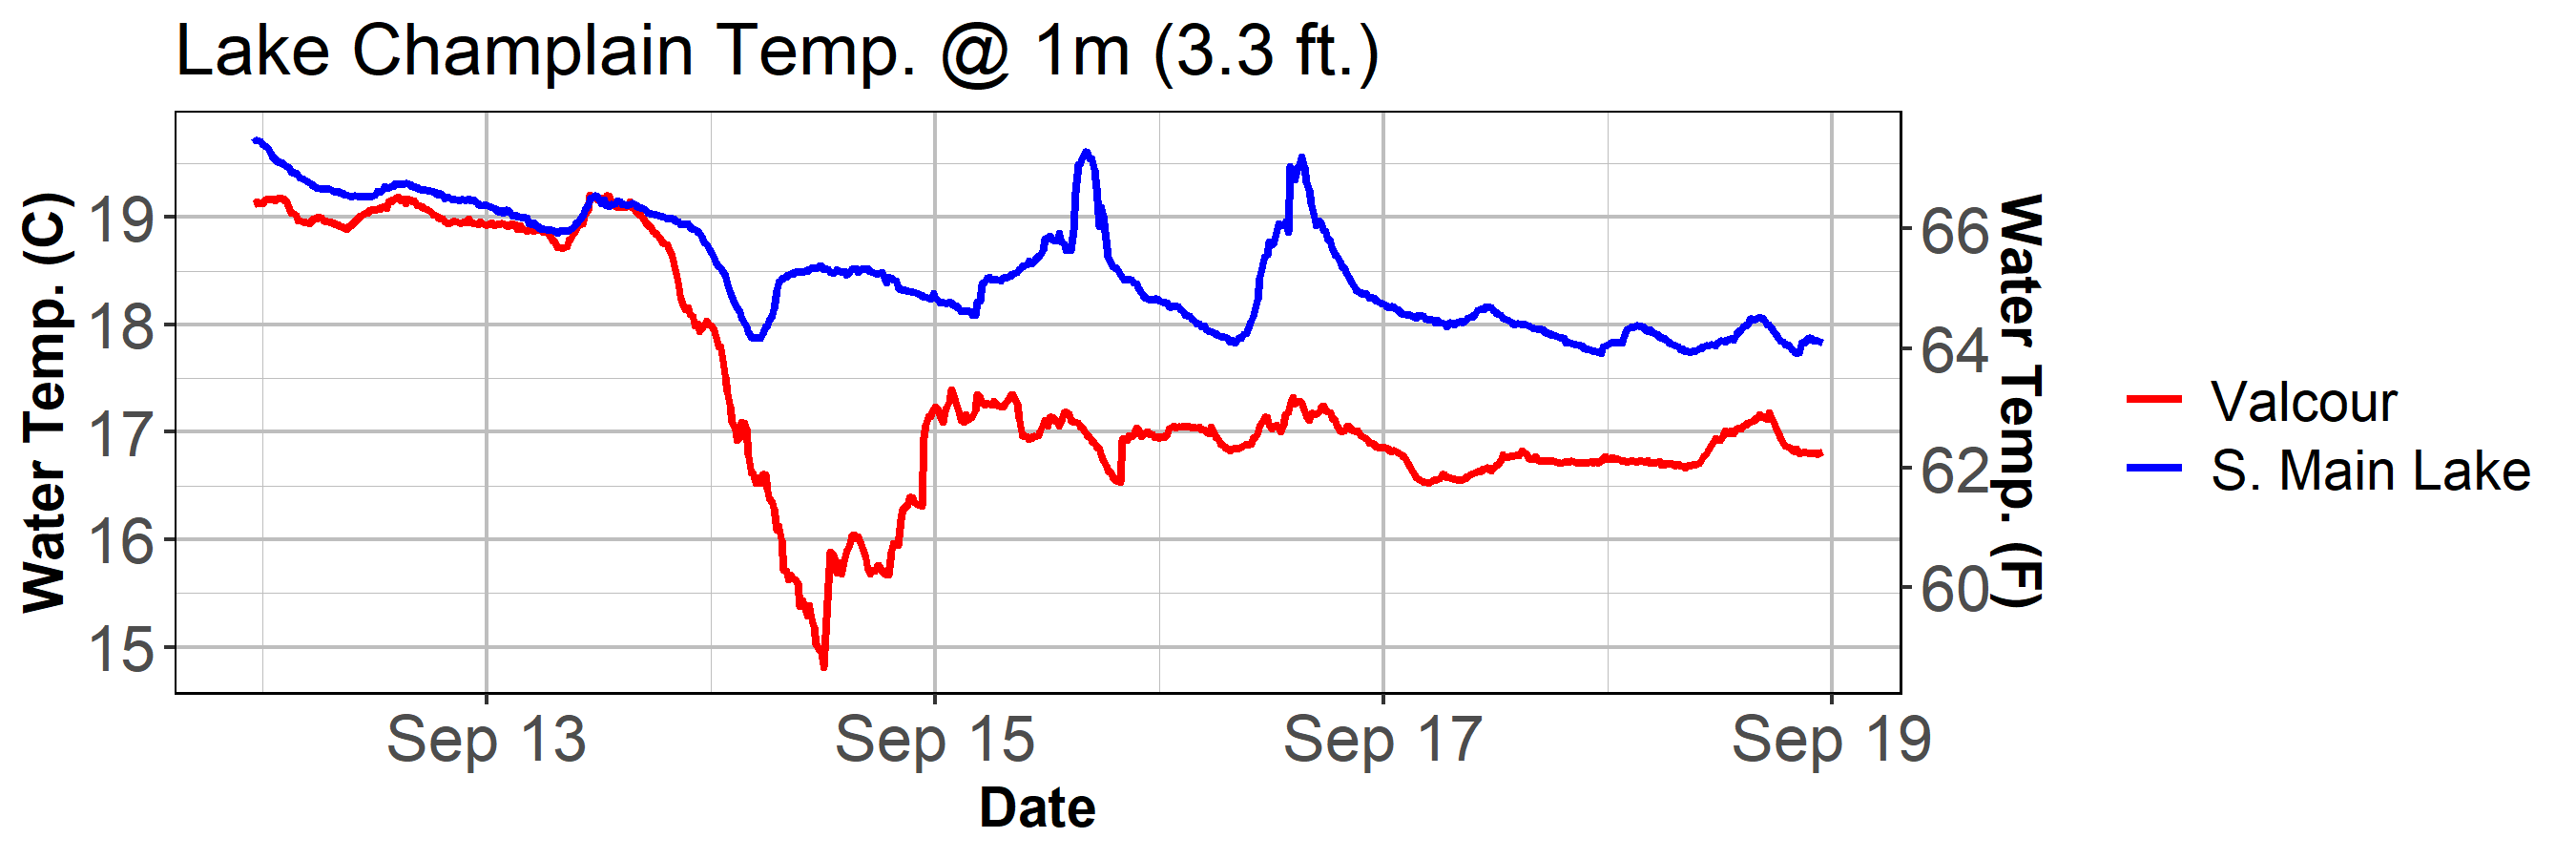 Lake Champlain Temp. @ 1m (3.3 ft.)
Water Temp. (C)
19
18
17
16
15
66
64
62
60
Water Temp. (F)
Sep 13
Sep 15
Sep 17
Sep 19
Date
Valcour
S. Main Lake